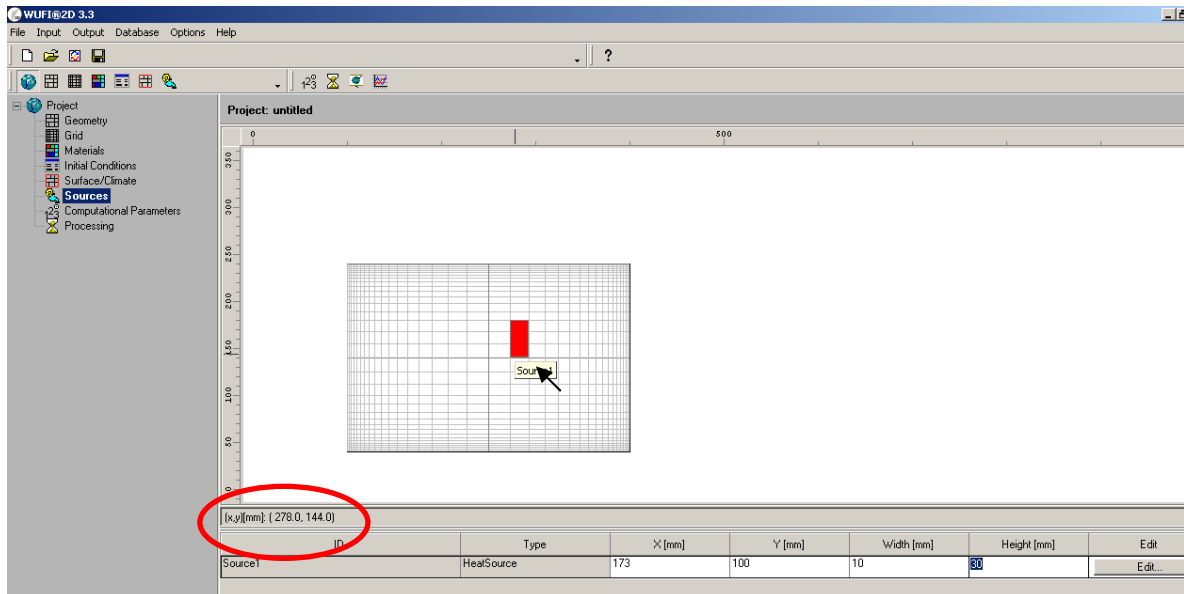 WUFI®2D 3.3
File Input Output Database Options Help
?
Project
Geometry
Grid
Materials
Initial Conditions
Surface/Climate
Sources
Computational Parameters
Processing
Project: untitled
0 500
350
300
250
200
150
100
50
0
(x,y)[mm]: ( 278.0, 144.0)
ID Type X [mm] Y [mm] Width [mm] Height [mm] Edit
Source1 HeatSource 173 100 10 30 Edit...